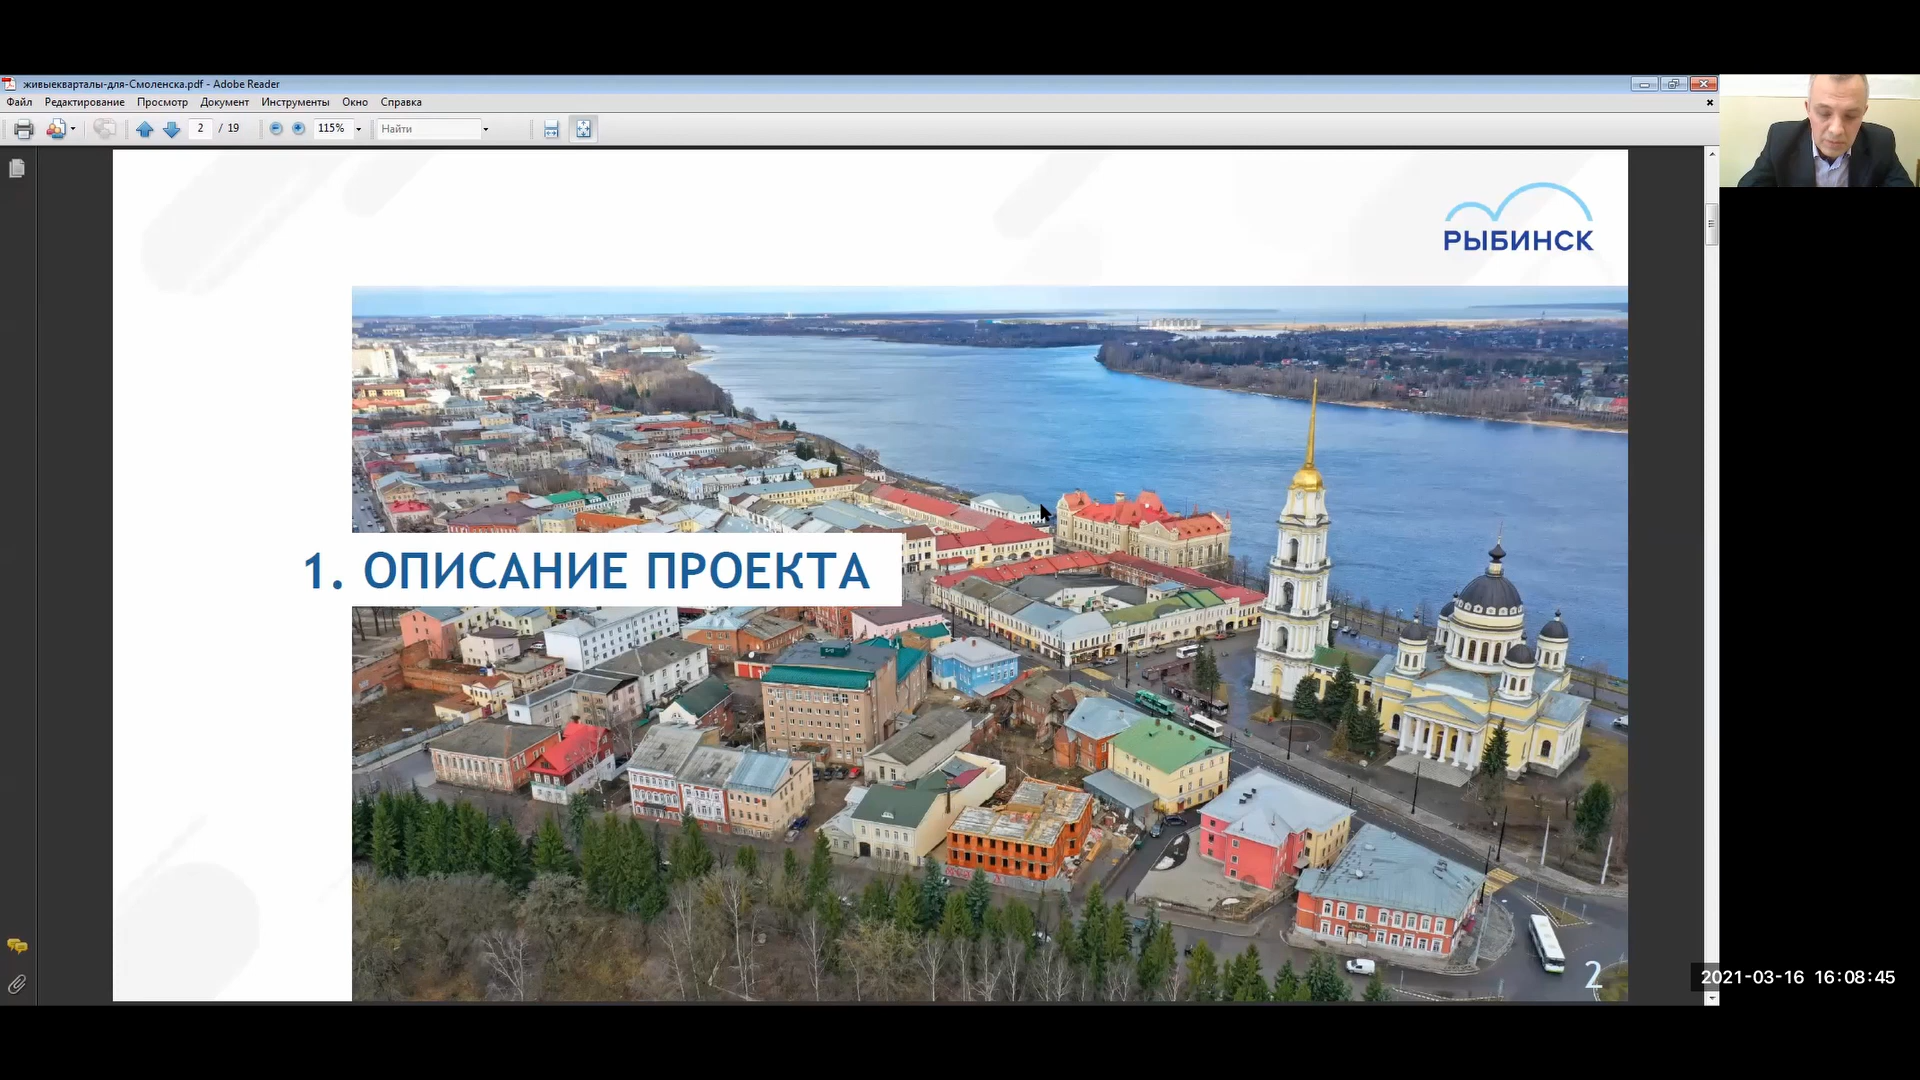 живыекварталы-для-Смоленска.pdf - Adobe Reader
Файл Редактирование Просмотр Документ Инструменты Окно Справка
2 / 19 115% Найти
РЫБИНСК
1. ОПИСАНИЕ ПРОЕКТА
2
2021-03-16 16:08:45